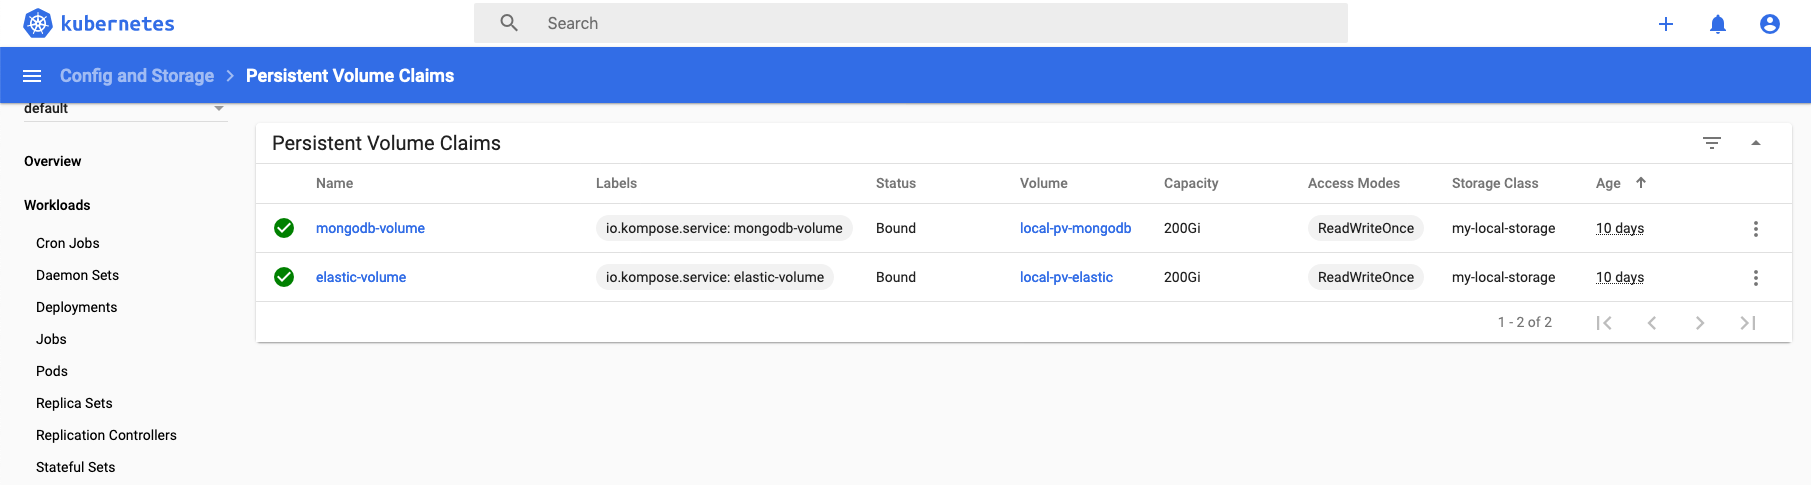 kubernetes
Search
Config and Storage > Persistent Volume Claims
default
Overview
Workloads
Cron Jobs
Daemon Sets
Deployments
Jobs
Pods
Replica Sets
Replication Controllers
Stateful Sets
Persistent Volume Claims
Name Labels Status Volume Capacity Access Modes Storage Class Age
mongodb-volume io.kompose.service: mongodb-volume Bound local-pv-mongodb 200Gi ReadWriteOnce my-local-storage 10 days
elastic-volume io.kompose.service: elastic-volume Bound local-pv-elastic 200Gi ReadWriteOnce my-local-storage 10 days
1 - 2 of 2